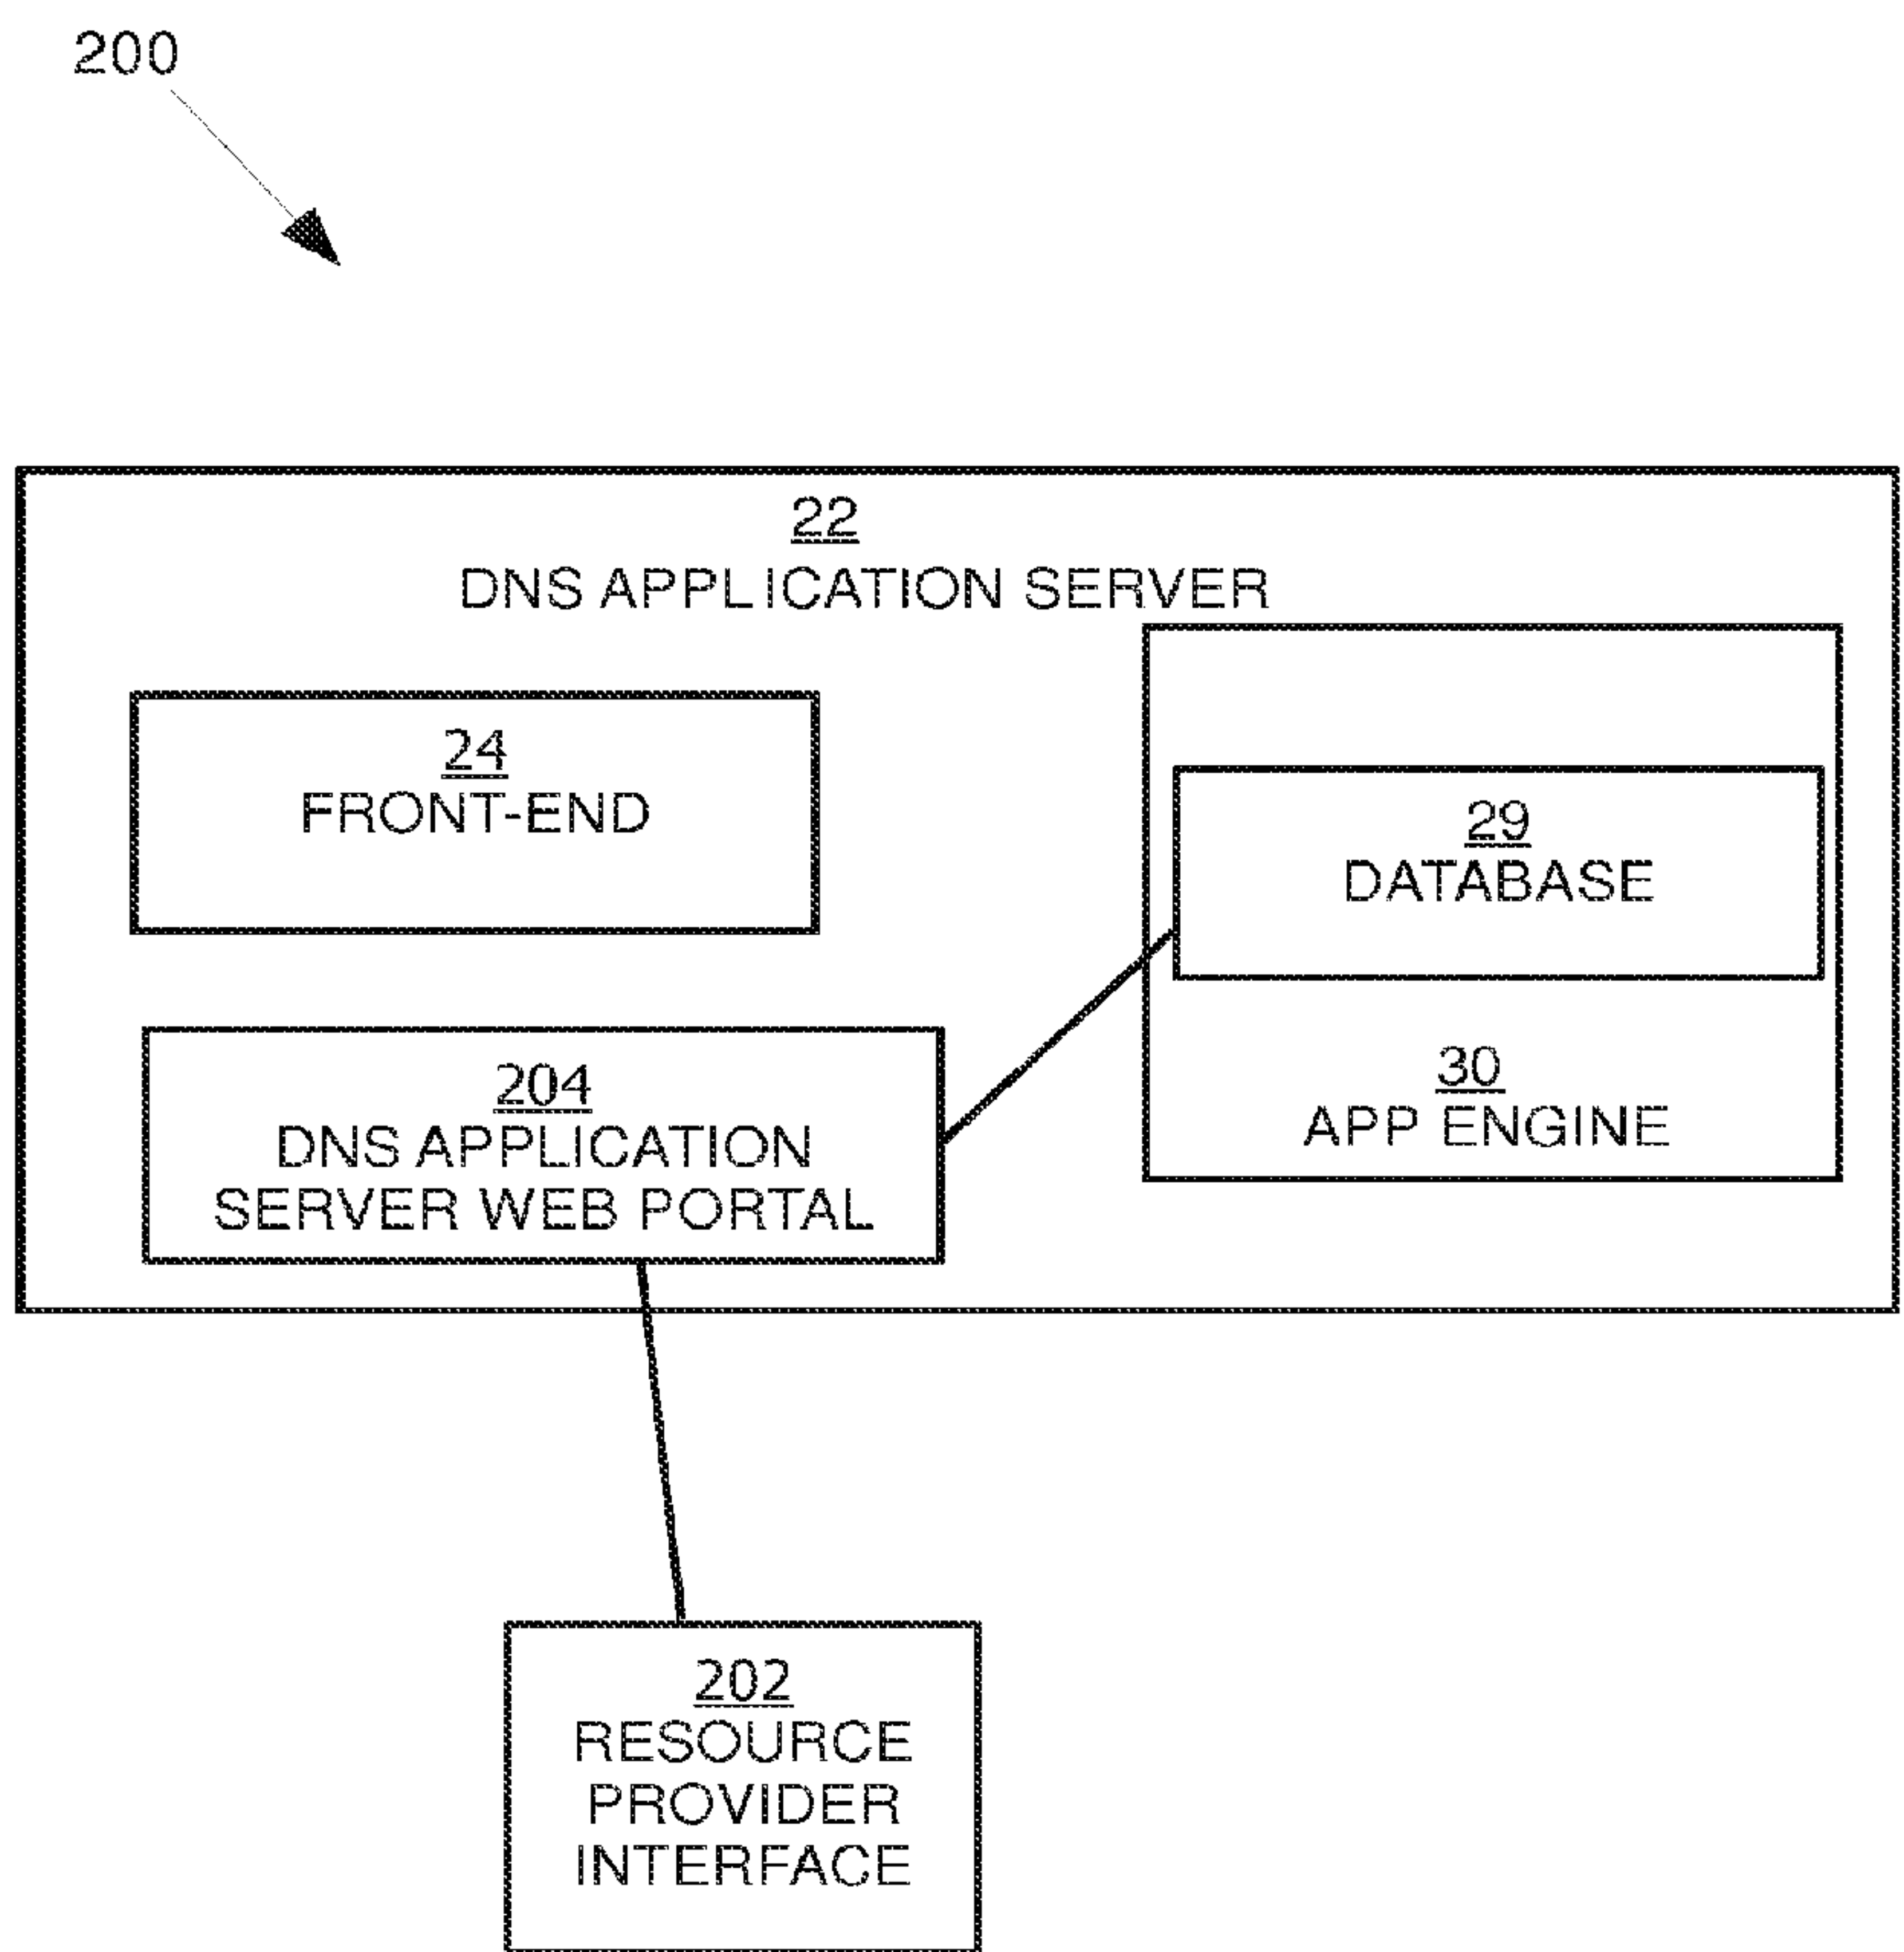 200
22
DNS APPLICATION SERVER
24
FRONT-END
29
DATABASE
30
APP ENGINE
204
DNS APPLICATION
SERVER WEB PORTAL
202
RESOURCE
PROVIDER
INTERFACE